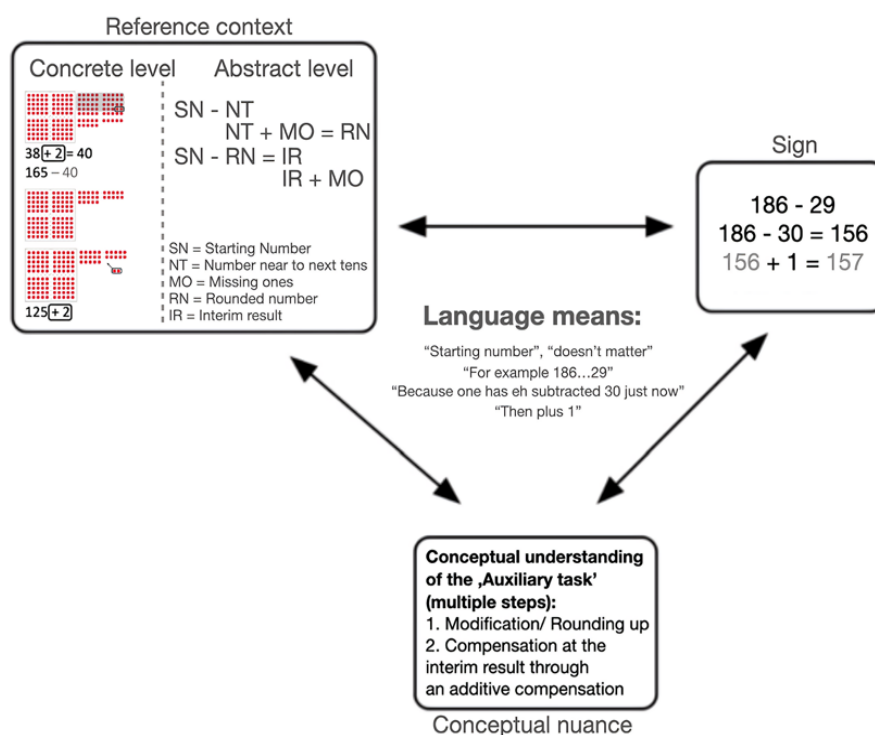 Reference context
Concrete level
Abstract level
38 + 2 = 40
165 – 40
125 + 2
SN - NT
NT + MO = RN
SN - RN = IR
IR + MO
SN = Starting Number
NT = Number near to next tens
MO = Missing ones
RN = Rounded number
IR = Interim result
Sign
186 - 29
186 - 30 = 156
156 + 1 = 157
Language means:
“Starting number”, “doesn’t matter”
“For example 186...29”
“Because one has eh subtracted 30 just now”
“Then plus 1”
Conceptual understanding
of the ‚Auxiliary task’
(multiple steps):
1. Modification/ Rounding up
2. Compensation at the
interim result through
an additive compensation
Conceptual nuance